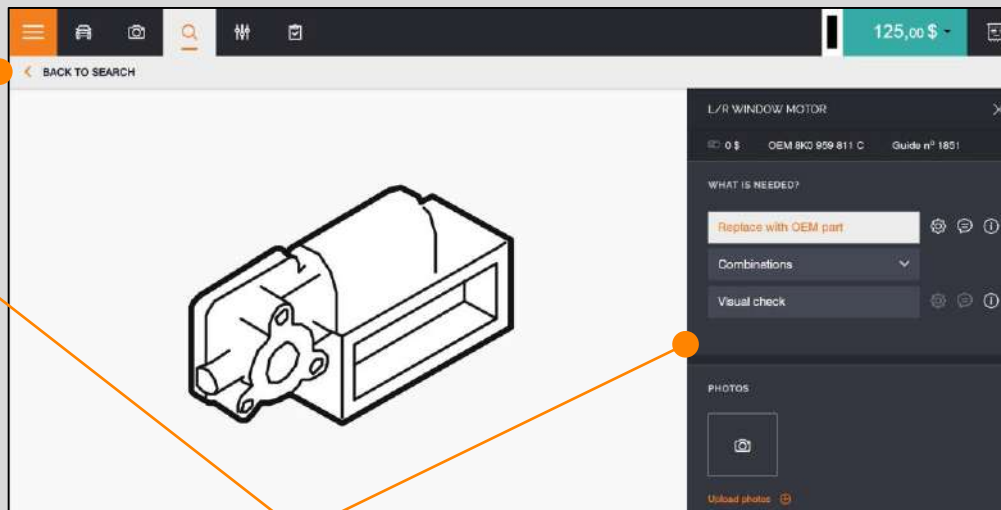 125,00 $
BACK TO SEARCH
L/R WINDOW MOTOR
0 $ OEM 8K0 959 811 C Guide nº 1851
WHAT IS NEEDED?
Replace with OEM part
Combinations
Visual check
PHOTOS
Upload photos